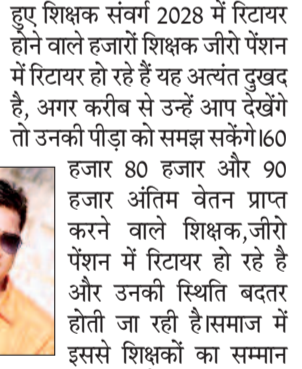 हुए शिक्षक संवर्ग 2028 में रिटायर
होने वाले हजारों शिक्षक जीरो पेंशन
में रिटायर हो रहे हैं यह अत्यंत दुखद
है, अगर करीब से उन्हें आप देखेंगे
तो उनकी पीड़ा को समझ सकेंगे।60
हजार 80 हजार और 90
हजार अंतिम वेतन प्राप्त
करने वाले शिक्षक,जीरो
पेंशन में रिटायर हो रहे है
और उनकी स्थिति बदतर
होती जा रही है।समाज में
इससे शिक्षकों का सम्मान